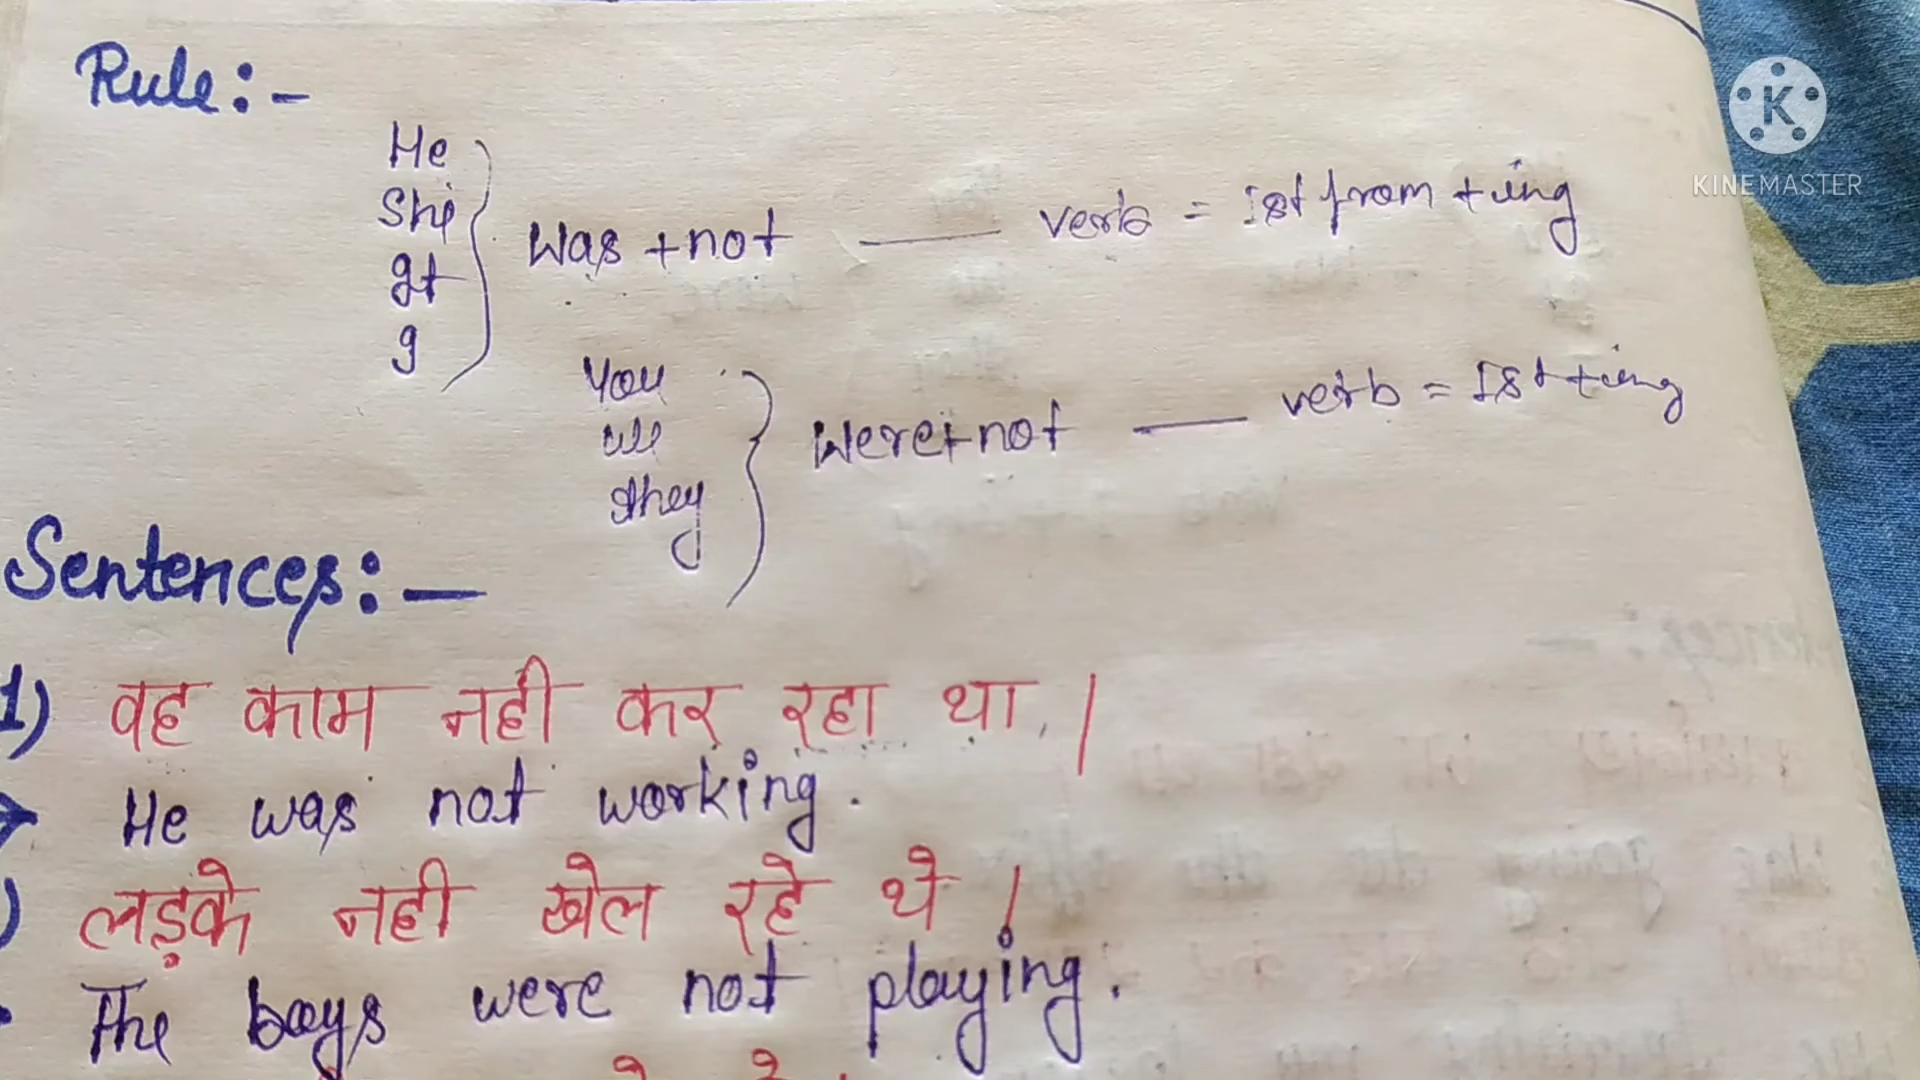 Rule:-
He
She
It
I
was + not — verb = Ist from + ing
You
we
they
were + not — verb = Ist + ing
Sentences:-
1) वह काम नही कर रहा था।
He was not working.
) लड़के नही खेल रहे थे।
The boys were not playing.
K
KINEMASTER